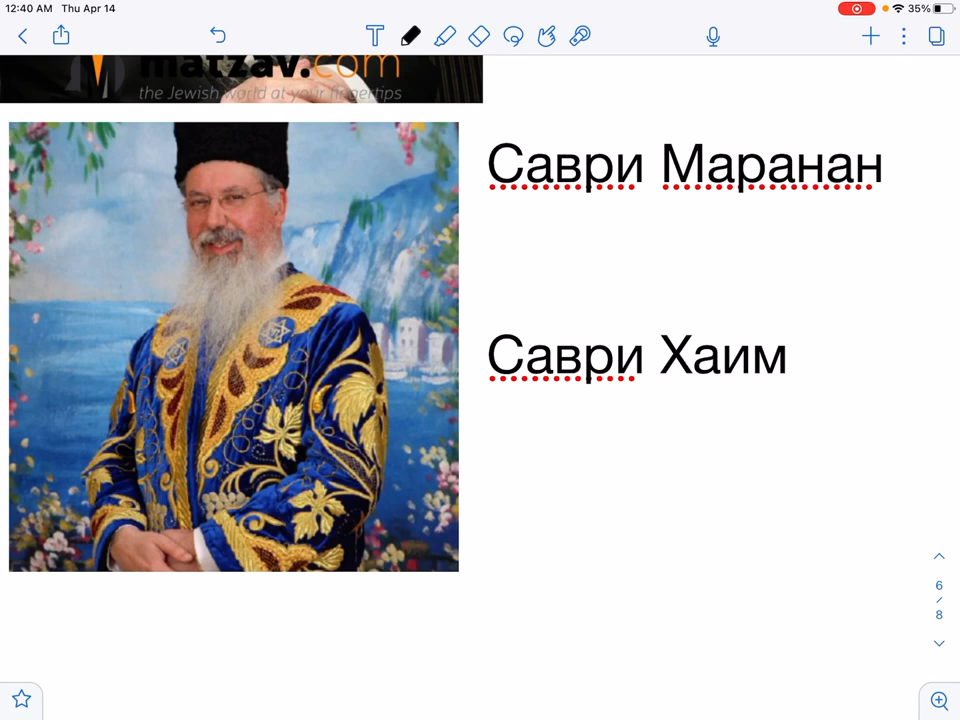 12:40 AM Thu Apr 14
35%
matzav.com
the Jewish world at your fingertips
Саври Маранан
Саври Хаим
6
/
8